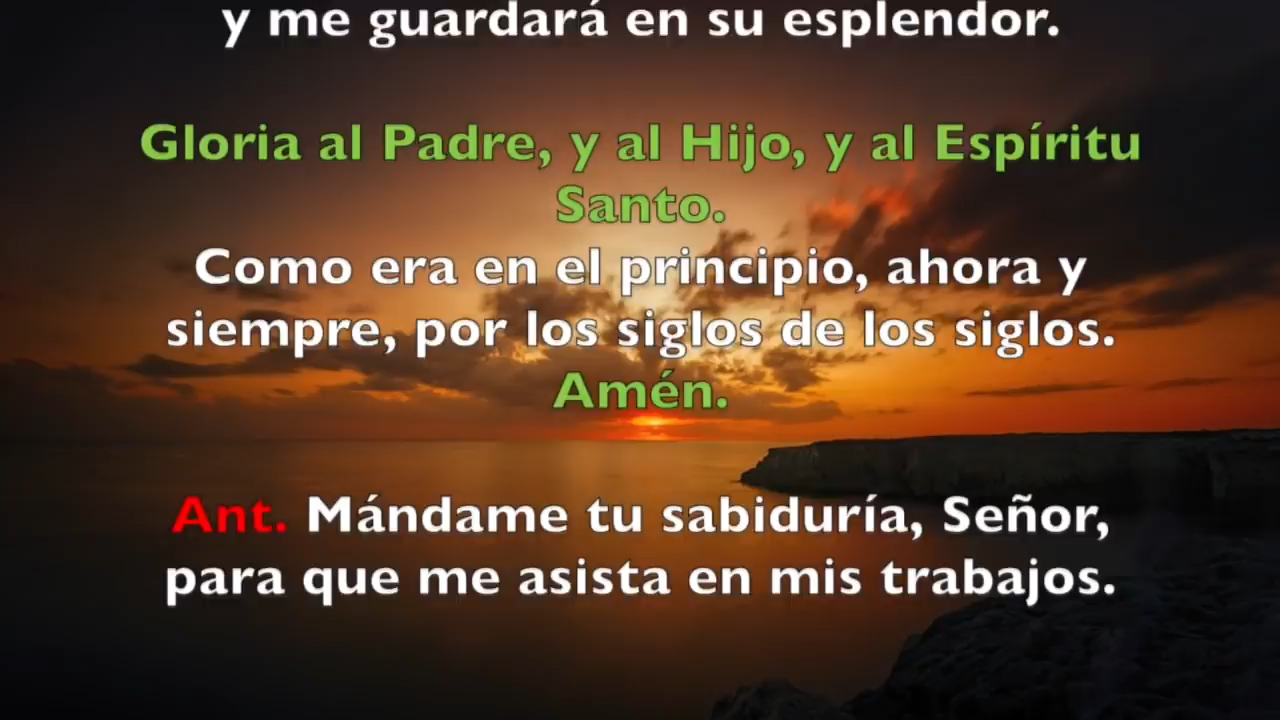 y me guardará en su esplendor.
Gloria al Padre, y al Hijo, y al Espíritu
Santo.
Como era en el principio, ahora y
siempre, por los siglos de los siglos.
Amén.
Ant. Mándame tu sabiduría, Señor,
para que me asista en mis trabajos.